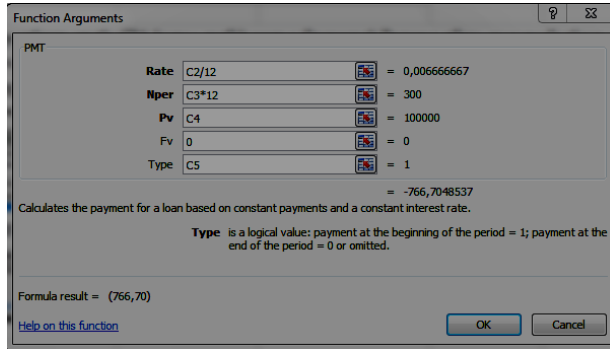 Function Arguments
PMT
Rate C2/12 = 0,006666667
Nper C3*12 = 300
Pv C4 = 100000
Fv 0 = 0
Type C5 = 1
= -766,7048537
Calculates the payment for a loan based on constant payments and a constant interest rate.
Type is a logical value: payment at the beginning of the period = 1; payment at the
end of the period = 0 or omitted.
Formula result = (766,70)
Help on this function OK Cancel